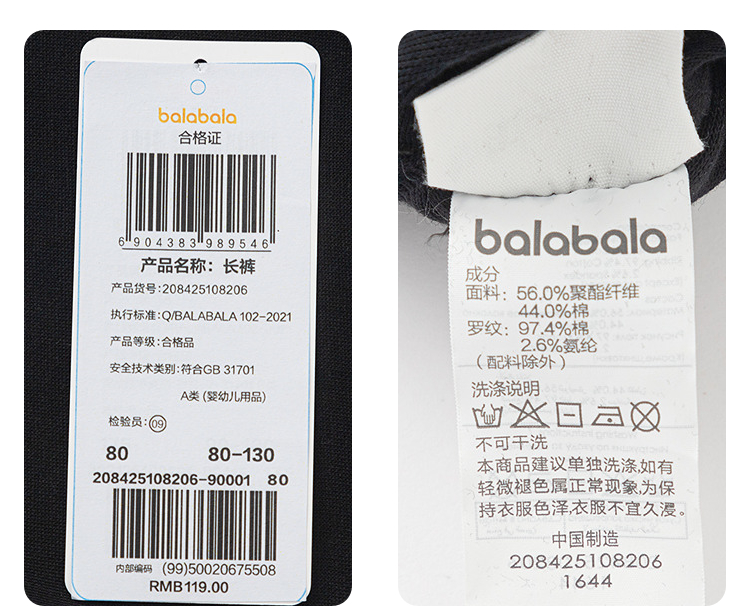 balabala
合格证
6 904383 989546
产品名称: 长裤
产品货号: 208425108206
执行标准: Q/BALABALA 102-2021
产品等级: 合格品
安全技术类别: 符合GB 31701
A类 (婴幼儿用品)
检验员: 09
80 80-130
208425108206-90001 80
内部编码 (99)50020675508
RMB119.00
balabala
成分
面料: 56.0%聚酯纤维
44.0%棉
罗纹: 97.4%棉
2.6%氨纶
(配料除外)
洗涤说明
不可干洗
本商品建议单独洗涤,如有
轻微褪色属正常现象,为保
持衣服色泽,衣服不宜久浸。
中国制造
208425108206
1644